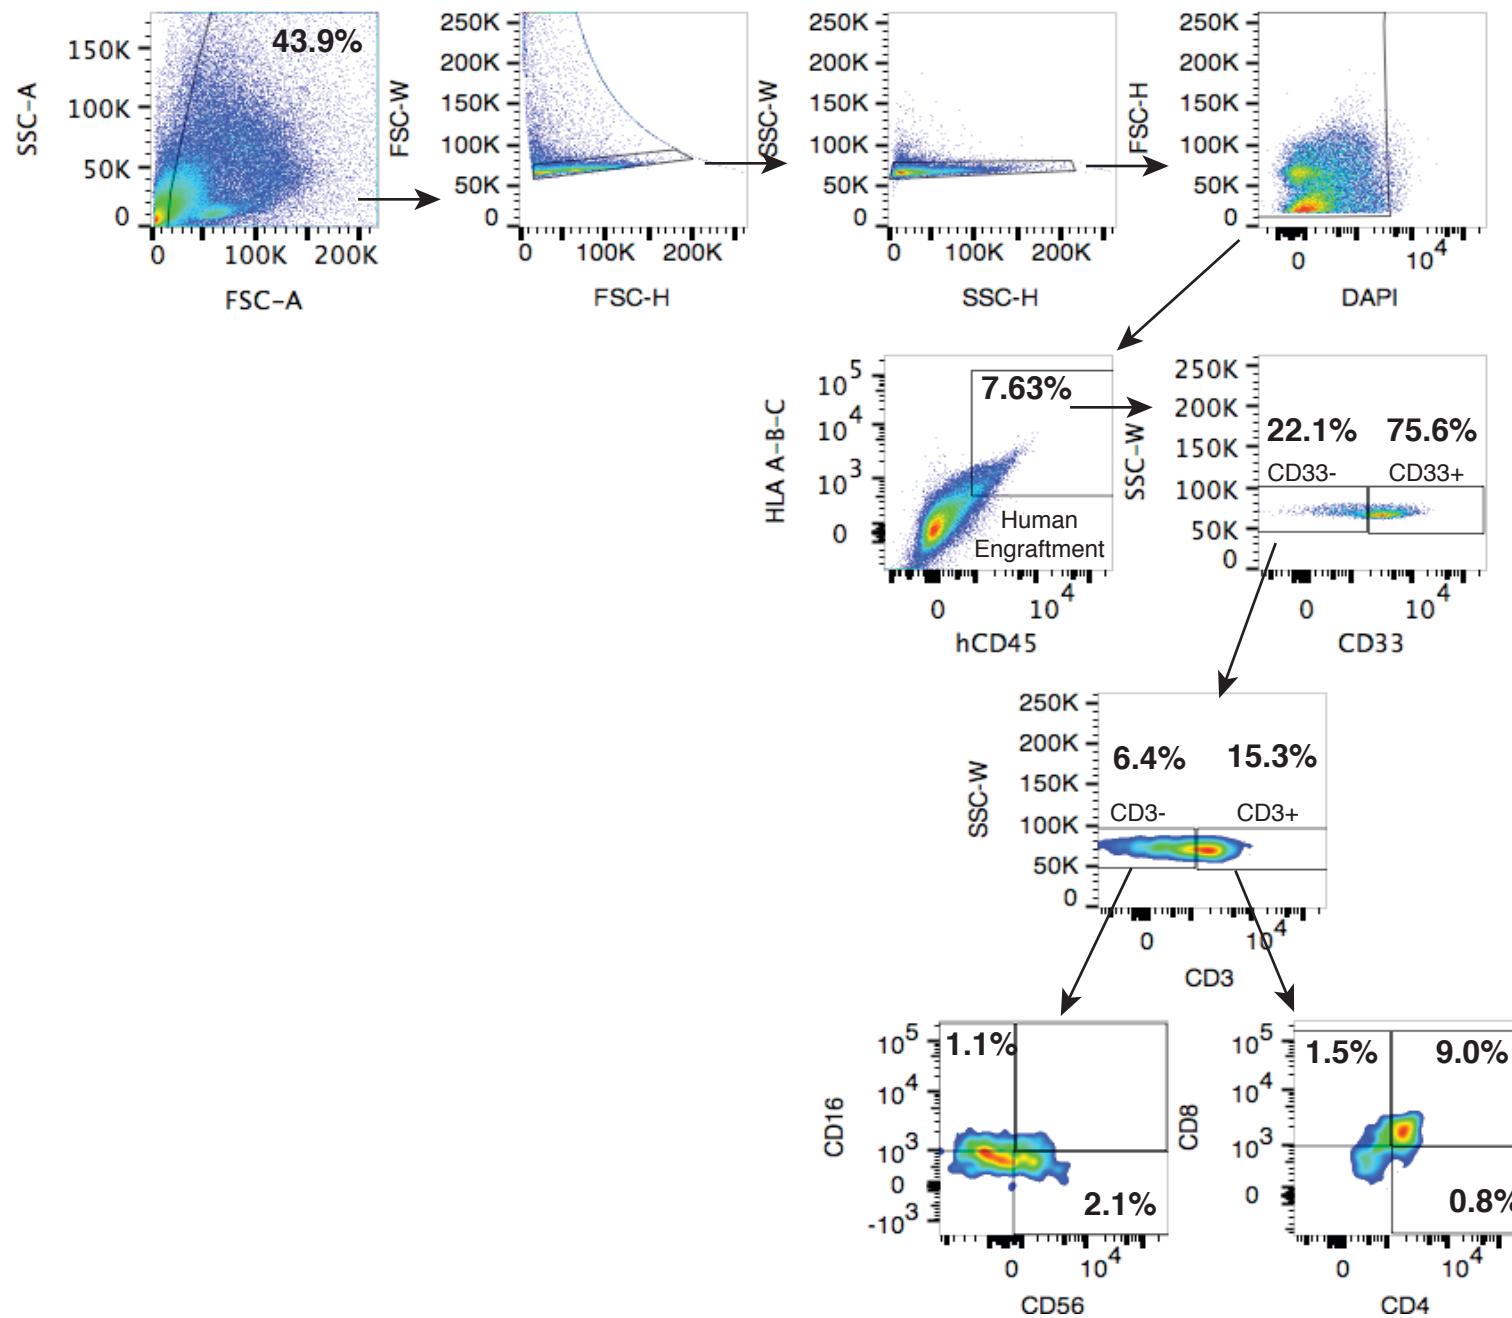 43.9%
SSC-A
150K
100K
50K
0
0 100K 200K
FSC-A
FSC-W
250K
200K
150K
100K
50K
0
0 100K 200K
FSC-H
SSC-W
250K
200K
150K
100K
50K
0
0 100K 200K
SSC-H
FSC-H
250K
200K
150K
100K
50K
0
0 10^4
DAPI
HLA A-B-C
10^5
10^4
10^3
0
7.63%
Human
Engraftment
0 10^4
hCD45
SSC-W
250K
200K
150K
100K
50K
0
22.1% 75.6%
CD33- CD33+
0 10^4
CD33
SSC-W
250K
200K
150K
100K
50K
0
6.4% 15.3%
CD3- CD3+
0 10^4
CD3
CD16
10^5
10^4
10^3
0
-10^3
1.1%
2.1%
0 10^4
CD56
CD8
10^5
10^4
10^3
0
1.5% 9.0%
0.8%
0 10^4
CD4